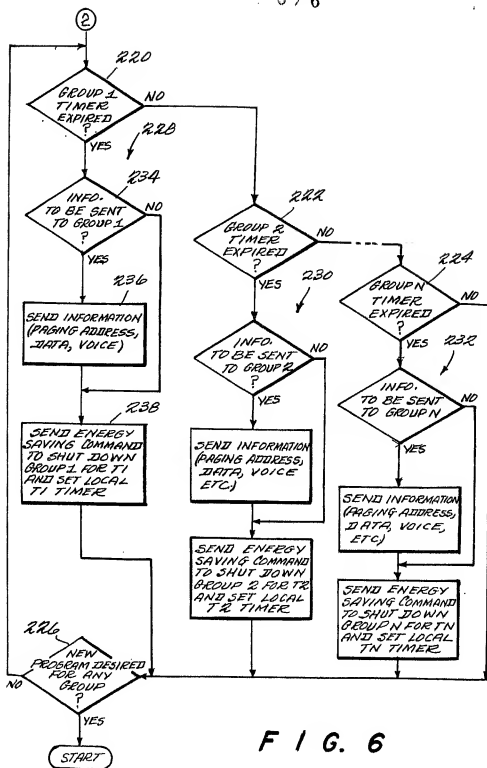 6 / 6
2
220
GROUP 1
TIMER
EXPIRED
?
NO
YES
228
234
INFO.
TO BE SENT
TO GROUP 1
?
NO
YES
236
SEND INFORMATION
(PAGING ADDRESS,
DATA, VOICE)
238
SEND ENERGY
SAVING COMMAND
TO SHUT DOWN
GROUP 1 FOR T1
AND SET LOCAL
T1 TIMER
222
GROUP 2
TIMER
EXPIRED
?
NO
YES
230
INFO.
TO BE SENT
TO GROUP 2
?
NO
YES
SEND INFORMATION
(PAGING ADDRESS,
DATA, VOICE
ETC.)
SEND ENERGY
SAVING COMMAND
TO SHUT DOWN
GROUP 2 FOR T2
AND SET LOCAL
T2 TIMER
224
GROUP N
TIMER
EXPIRED
?
NO
YES
232
INFO.
TO BE SENT
TO GROUP N
?
NO
YES
SEND INFORMATION
(PAGING ADDRESS,
DATA, VOICE,
ETC)
SEND ENERGY
SAVING COMMAND
TO SHUT DOWN
GROUP N FOR TN
AND SET LOCAL
TN TIMER
226
NEW
PROGRAM DESIRED
FOR ANY
GROUP
?
NO
YES
START
FIG. 6